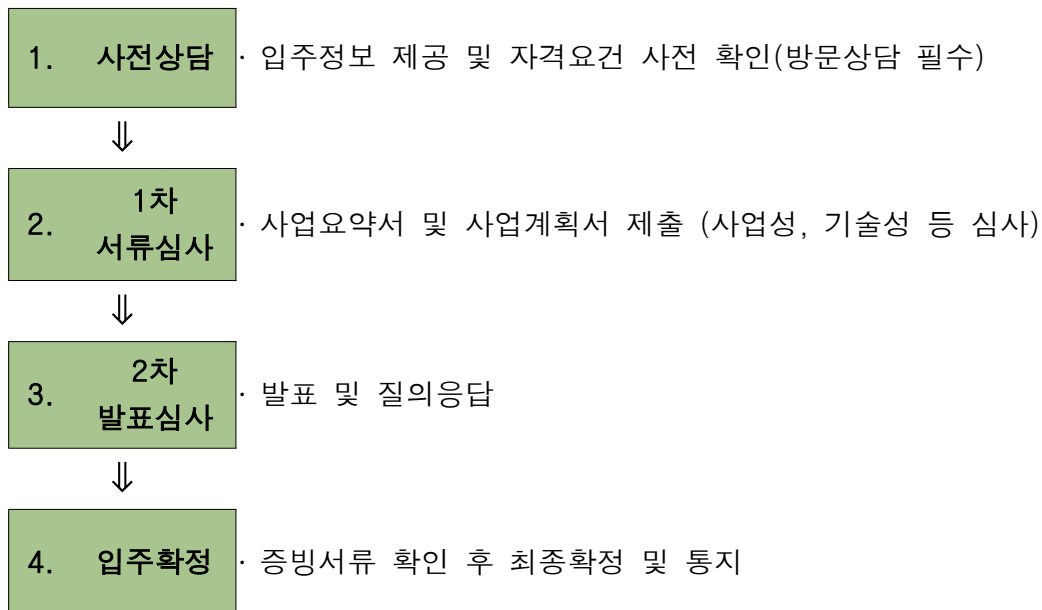 1. 사전상담 · 입주정보 제공 및 자격요건 사전 확인(방문상담 필수)
⇓
2. 1차 서류심사 · 사업요약서 및 사업계획서 제출 (사업성, 기술성 등 심사)
⇓
3. 2차 발표심사 · 발표 및 질의응답
⇓
4. 입주확정 · 증빙서류 확인 후 최종확정 및 통지